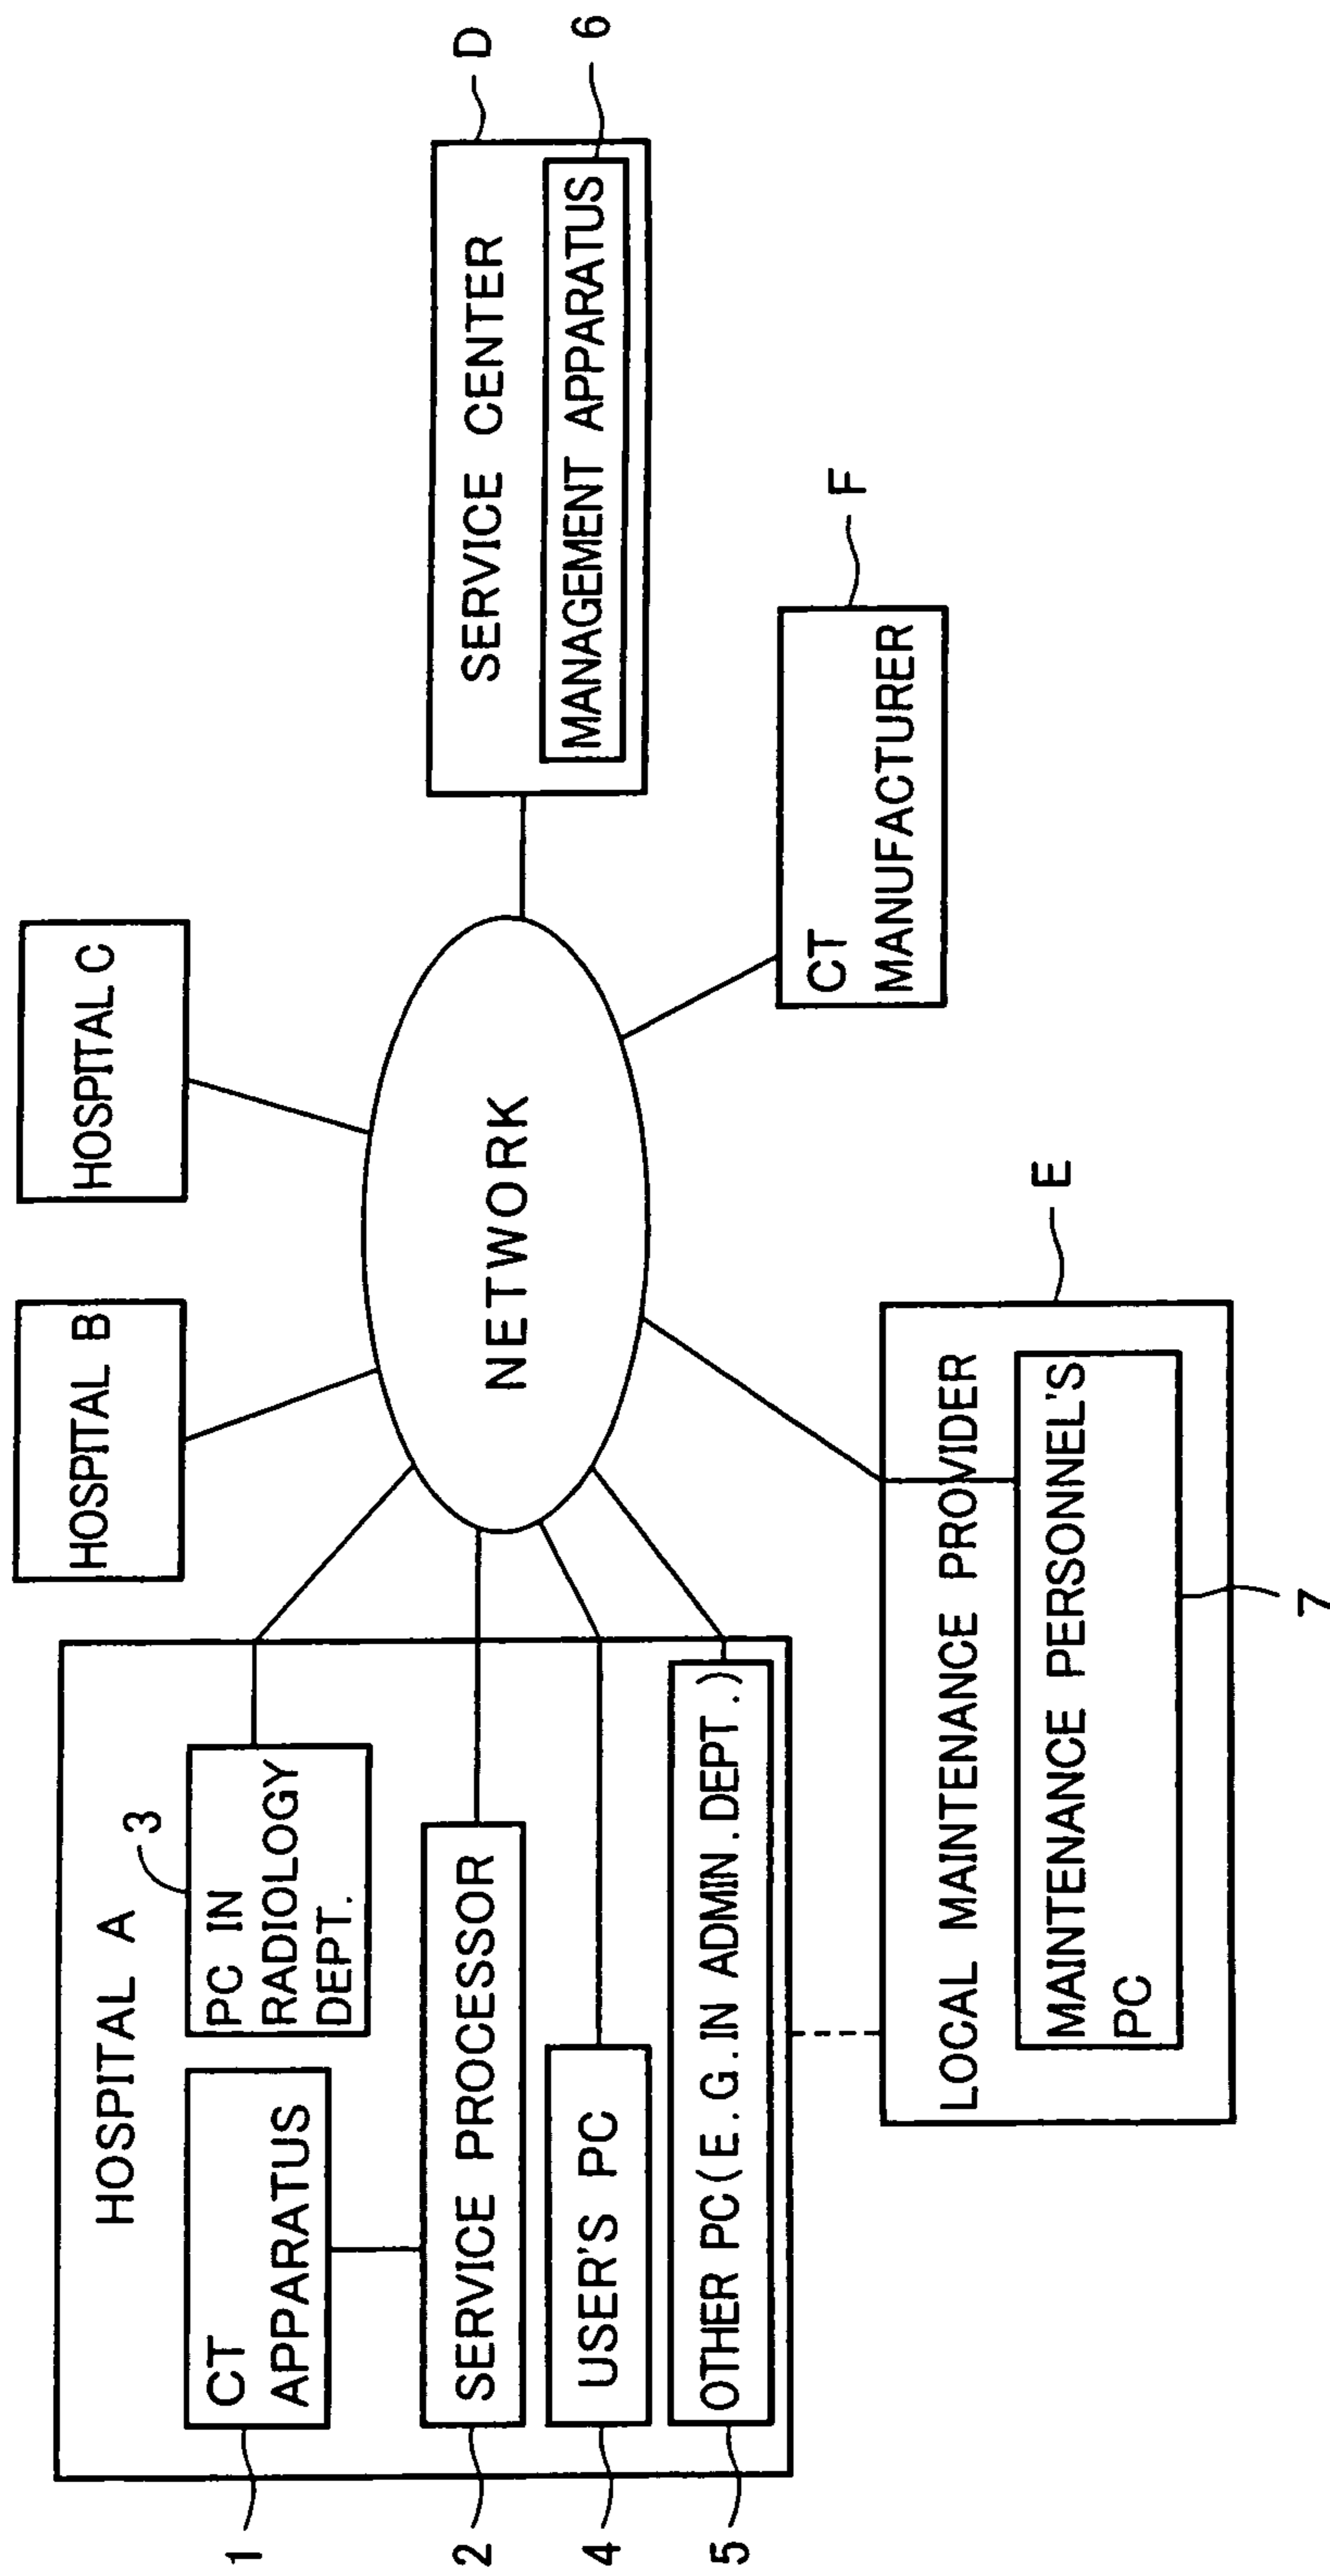 HOSPITAL A
CT
APPARATUS
1
PC IN
RADIOLOGY
DEPT.
3
SERVICE PROCESSOR
2
USER'S PC
4
OTHER PC(E.G.IN ADMIN.DEPT.)
5
HOSPITAL B
HOSPITAL C
NETWORK
SERVICE CENTER
MANAGEMENT APPARATUS
D
6
CT
MANUFACTURER
F
LOCAL MAINTENANCE PROVIDER
MAINTENANCE PERSONNEL'S
PC
E
7